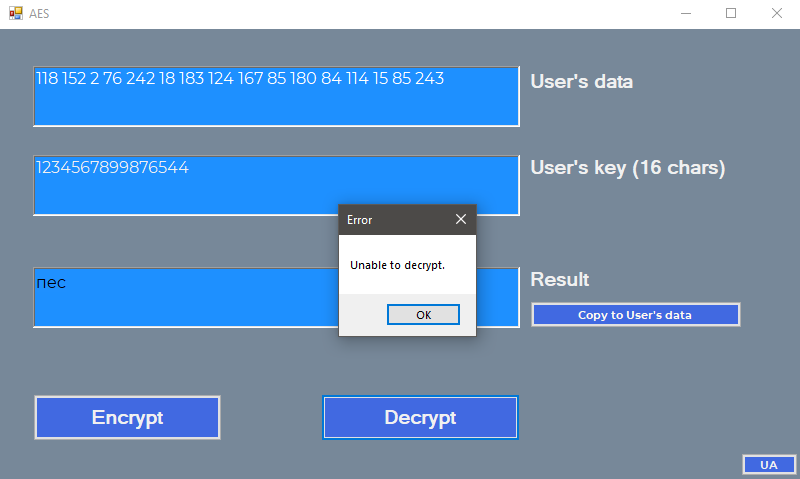 AES
118 152 2 76 242 18 183 124 167 85 180 84 114 15 85 243
User's data
1234567899876544
User's key (16 chars)
Error
Unable to decrypt.
OK
пес
Result
Copy to User's data
Encrypt
Decrypt
UA